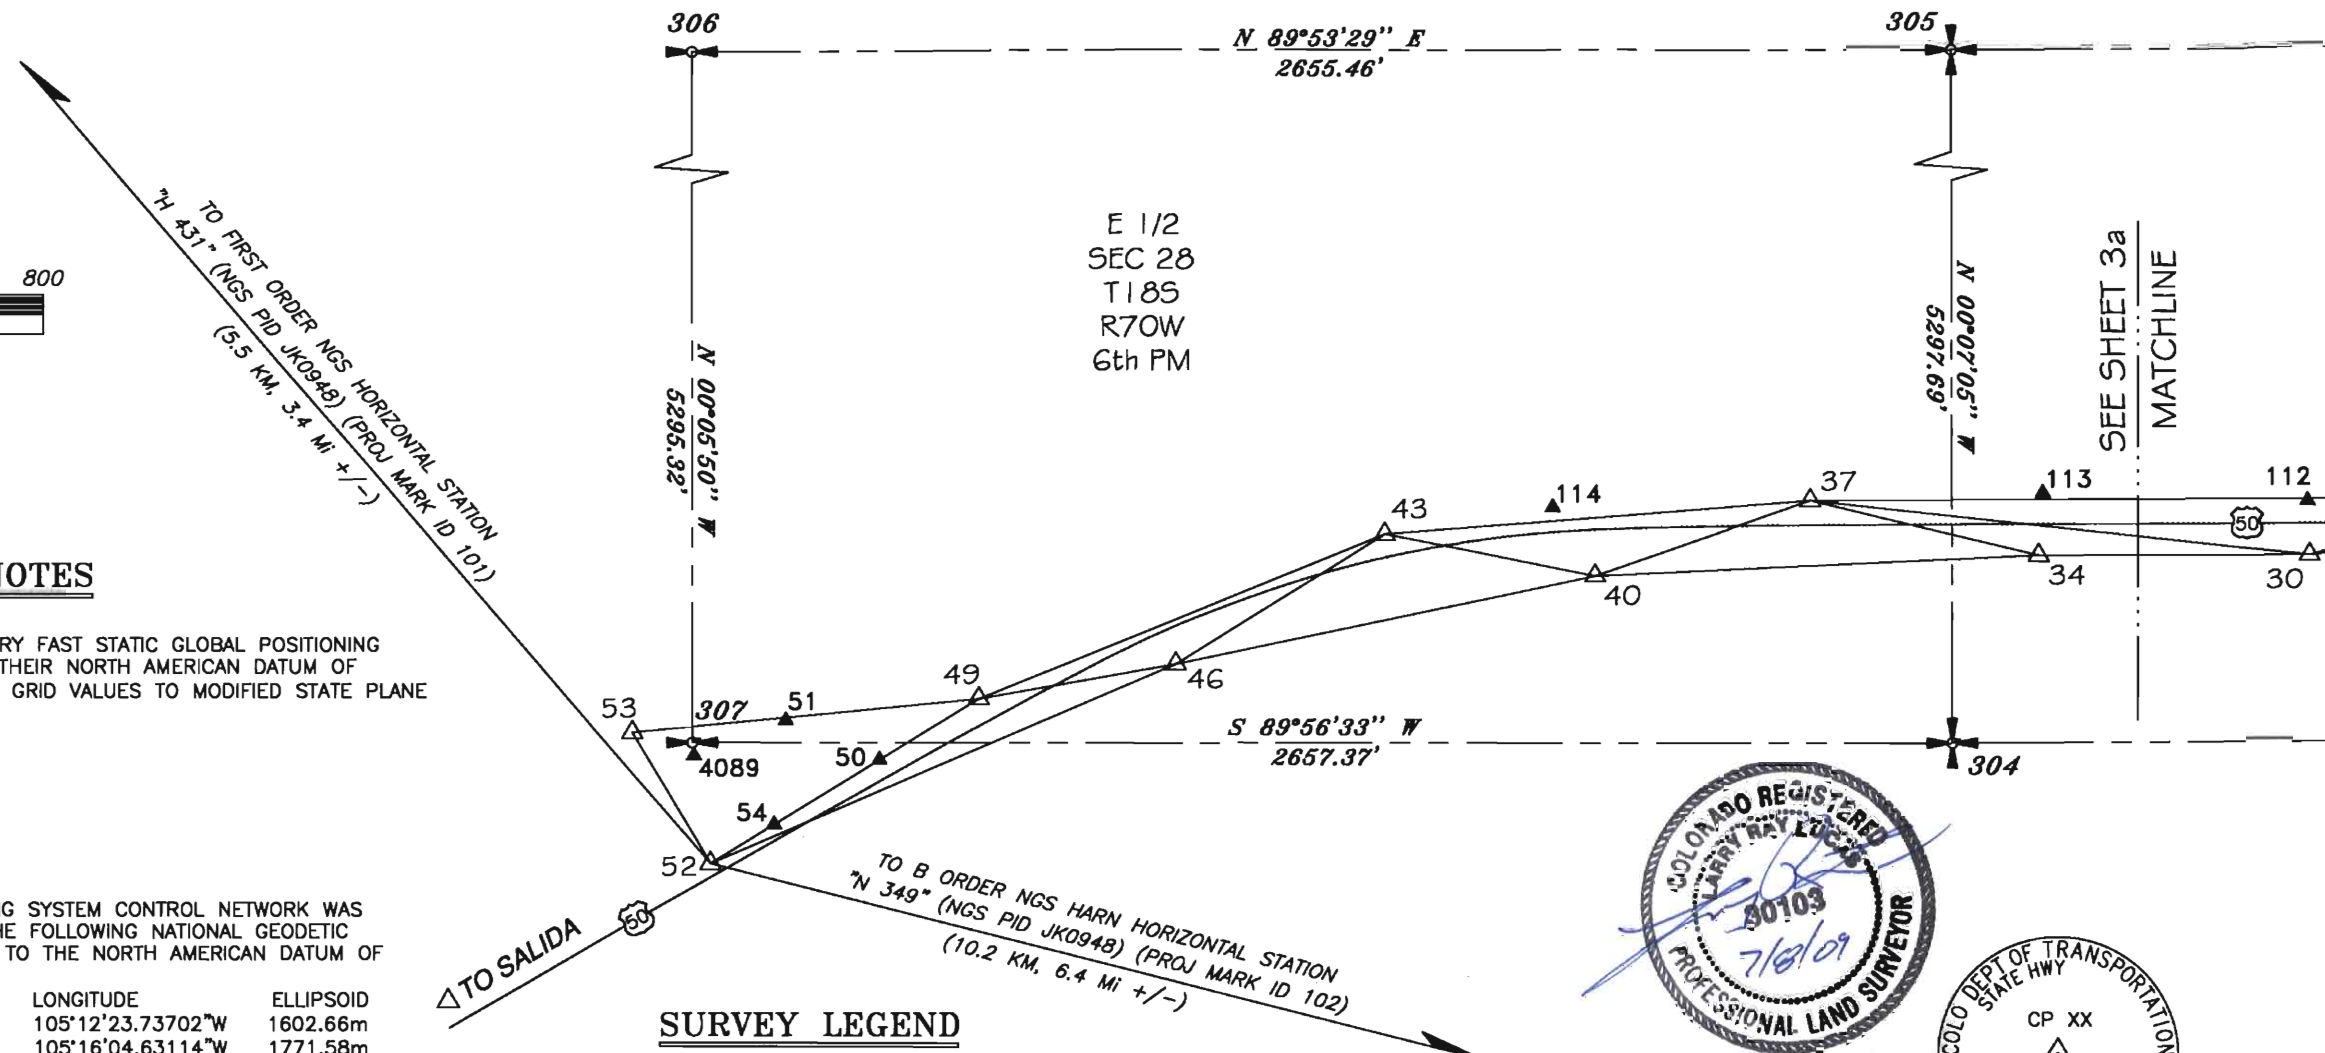 306
N 89°53'29'' E
2655.46'
305
TO FIRST ORDER NGS HORIZONTAL STATION
"H 431" (NGS PID JK0948) (PROJ MARK ID 101)
(5.5 KM, 3.4 Mi +/-)
800
E 1/2
SEC 28
T18S
R70W
6th PM
N 00°05'50'' W
5295.32'
N 00°07'05'' W
5297.69'
SEE SHEET 3a
MATCHLINE
114
37
113
112
43
50
34
30
40
NOTES
RY FAST STATIC GLOBAL POSITIONING
THEIR NORTH AMERICAN DATUM OF
GRID VALUES TO MODIFIED STATE PLANE
49
46
53
307
51
S 89°56'33'' W
2657.37'
50
4089
304
54
52
TO B ORDER NGS HARN HORIZONTAL STATION
"N 349" (NGS PID JK0948) (PROJ MARK ID 102)
(10.2 KM, 6.4 Mi +/-)
COLORADO REGISTERED
LARRY RAY LUCAS
30103
7/8/09
PROFESSIONAL LAND SURVEYOR
NG SYSTEM CONTROL NETWORK WAS
HE FOLLOWING NATIONAL GEODETIC
TO THE NORTH AMERICAN DATUM OF
TO SALIDA
50
LONGITUDE ELLIPSOID
105°12'23.73702"W 1602.66m
105°16'04.63114"W 1771.58m
SURVEY LEGEND
COLO DEPT OF TRANSPORTATION
STATE HWY
CP XX